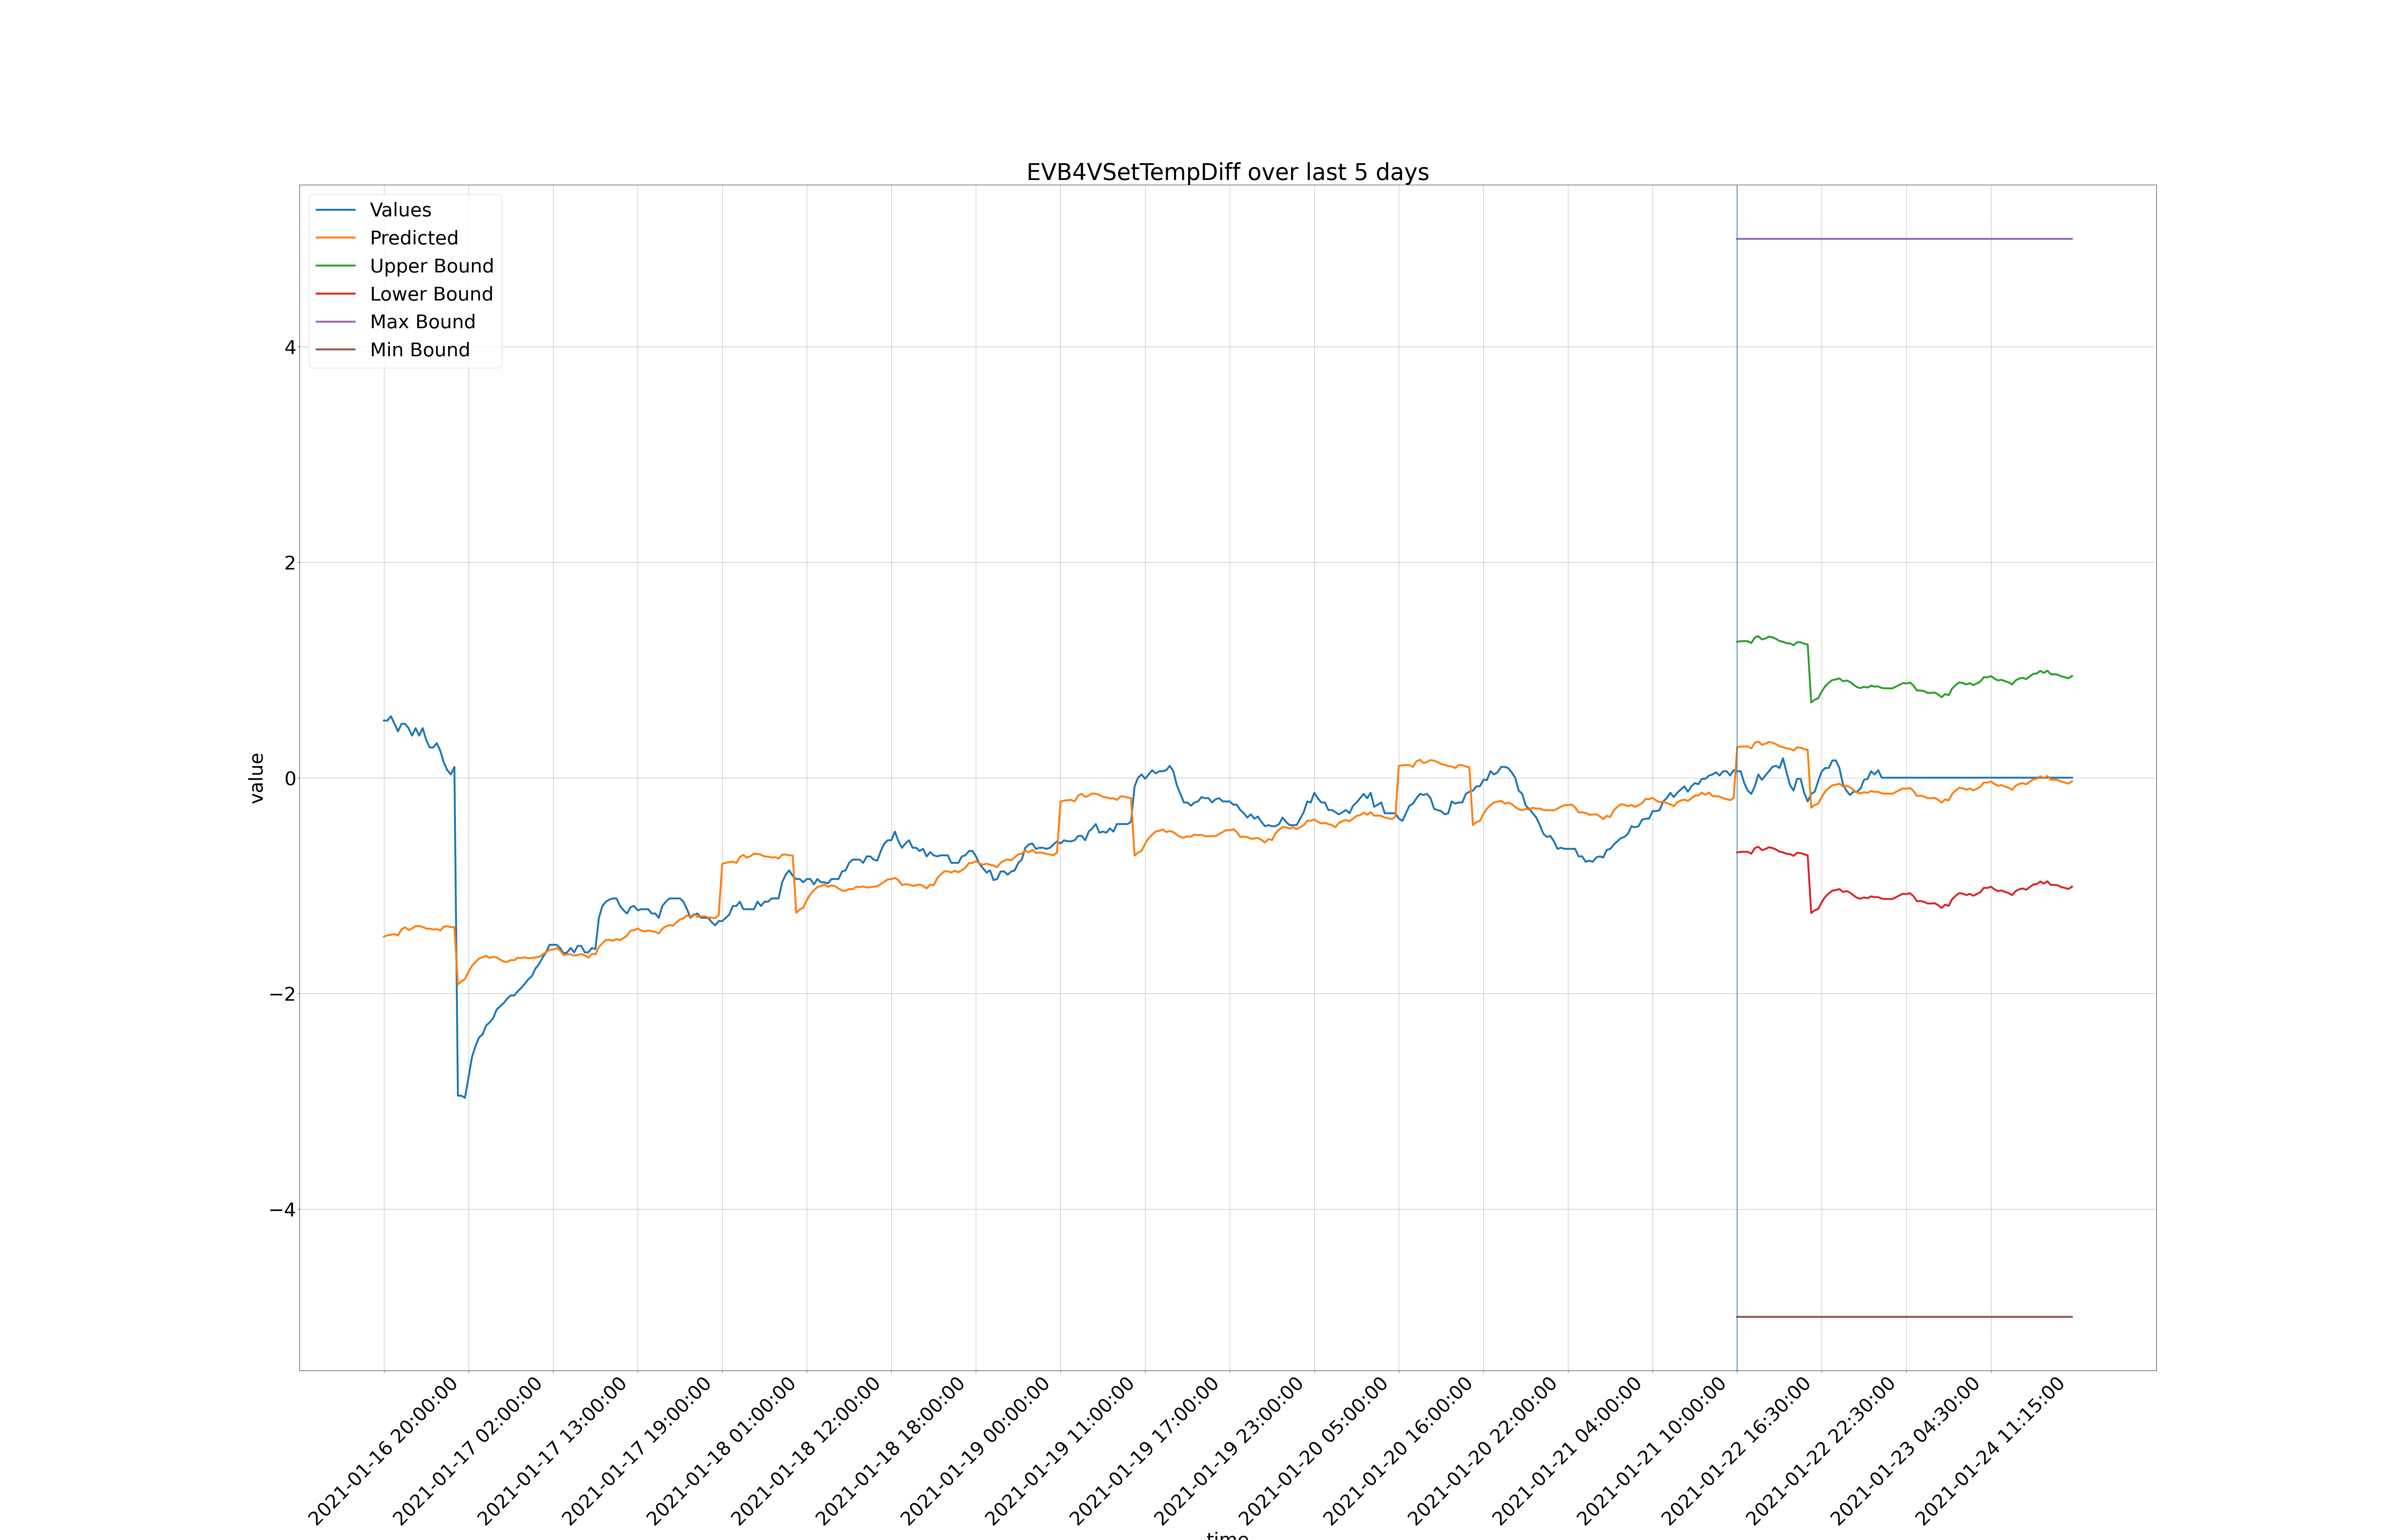 EVB4VSetTempDiff over last 5 days
Values
Predicted
Upper Bound
Lower Bound
Max Bound
Min Bound
value
4
2
0
−2
−4
2021-01-16 20:00:00
2021-01-17 02:00:00
2021-01-17 13:00:00
2021-01-17 19:00:00
2021-01-18 01:00:00
2021-01-18 12:00:00
2021-01-18 18:00:00
2021-01-19 00:00:00
2021-01-19 11:00:00
2021-01-19 17:00:00
2021-01-19 23:00:00
2021-01-20 05:00:00
2021-01-20 16:00:00
2021-01-20 22:00:00
2021-01-21 04:00:00
2021-01-21 10:00:00
2021-01-22 16:30:00
2021-01-22 22:30:00
2021-01-23 04:30:00
2021-01-24 11:15:00
time